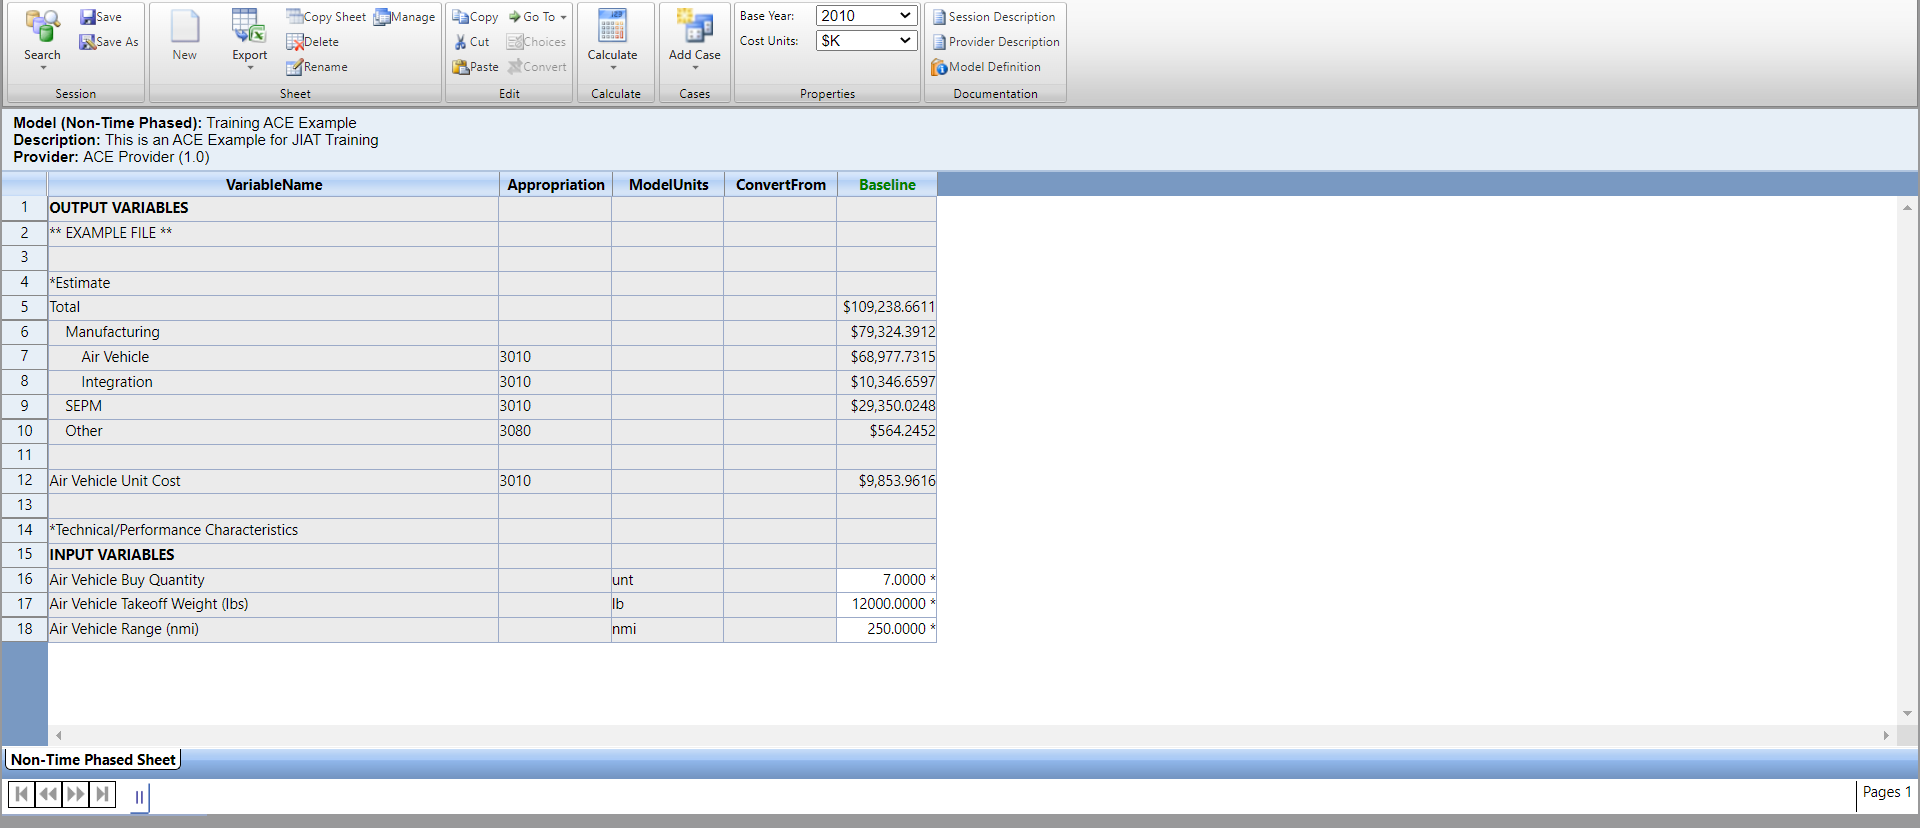 Search
Save
Save As
Session
New
Export
Copy Sheet
Manage
Delete
Rename
Sheet
Copy
Go To
Cut
Choices
Paste
Convert
Edit
Calculate
Calculate
Add Case
Cases
Base Year: 2010
Cost Units: $K
Properties
Session Description
Provider Description
Model Definition
Documentation
Model (Non-Time Phased): Training ACE Example
Description: This is an ACE Example for JIAT Training
Provider: ACE Provider (1.0)
VariableName Appropriation ModelUnits ConvertFrom Baseline
1 OUTPUT VARIABLES
2 ** EXAMPLE FILE **
3
4 *Estimate
5 Total $109,238.6611
6 Manufacturing $79,324.3912
7 Air Vehicle 3010 $68,977.7315
8 Integration 3010 $10,346.6597
9 SEPM 3010 $29,350.0248
10 Other 3080 $564.2452
11
12 Air Vehicle Unit Cost 3010 $9,853.9616
13
14 *Technical/Performance Characteristics
15 INPUT VARIABLES
16 Air Vehicle Buy Quantity unt 7.0000 *
17 Air Vehicle Takeoff Weight (lbs) lb 12000.0000 *
18 Air Vehicle Range (nmi) nmi 250.0000 *
Non-Time Phased Sheet
Pages 1